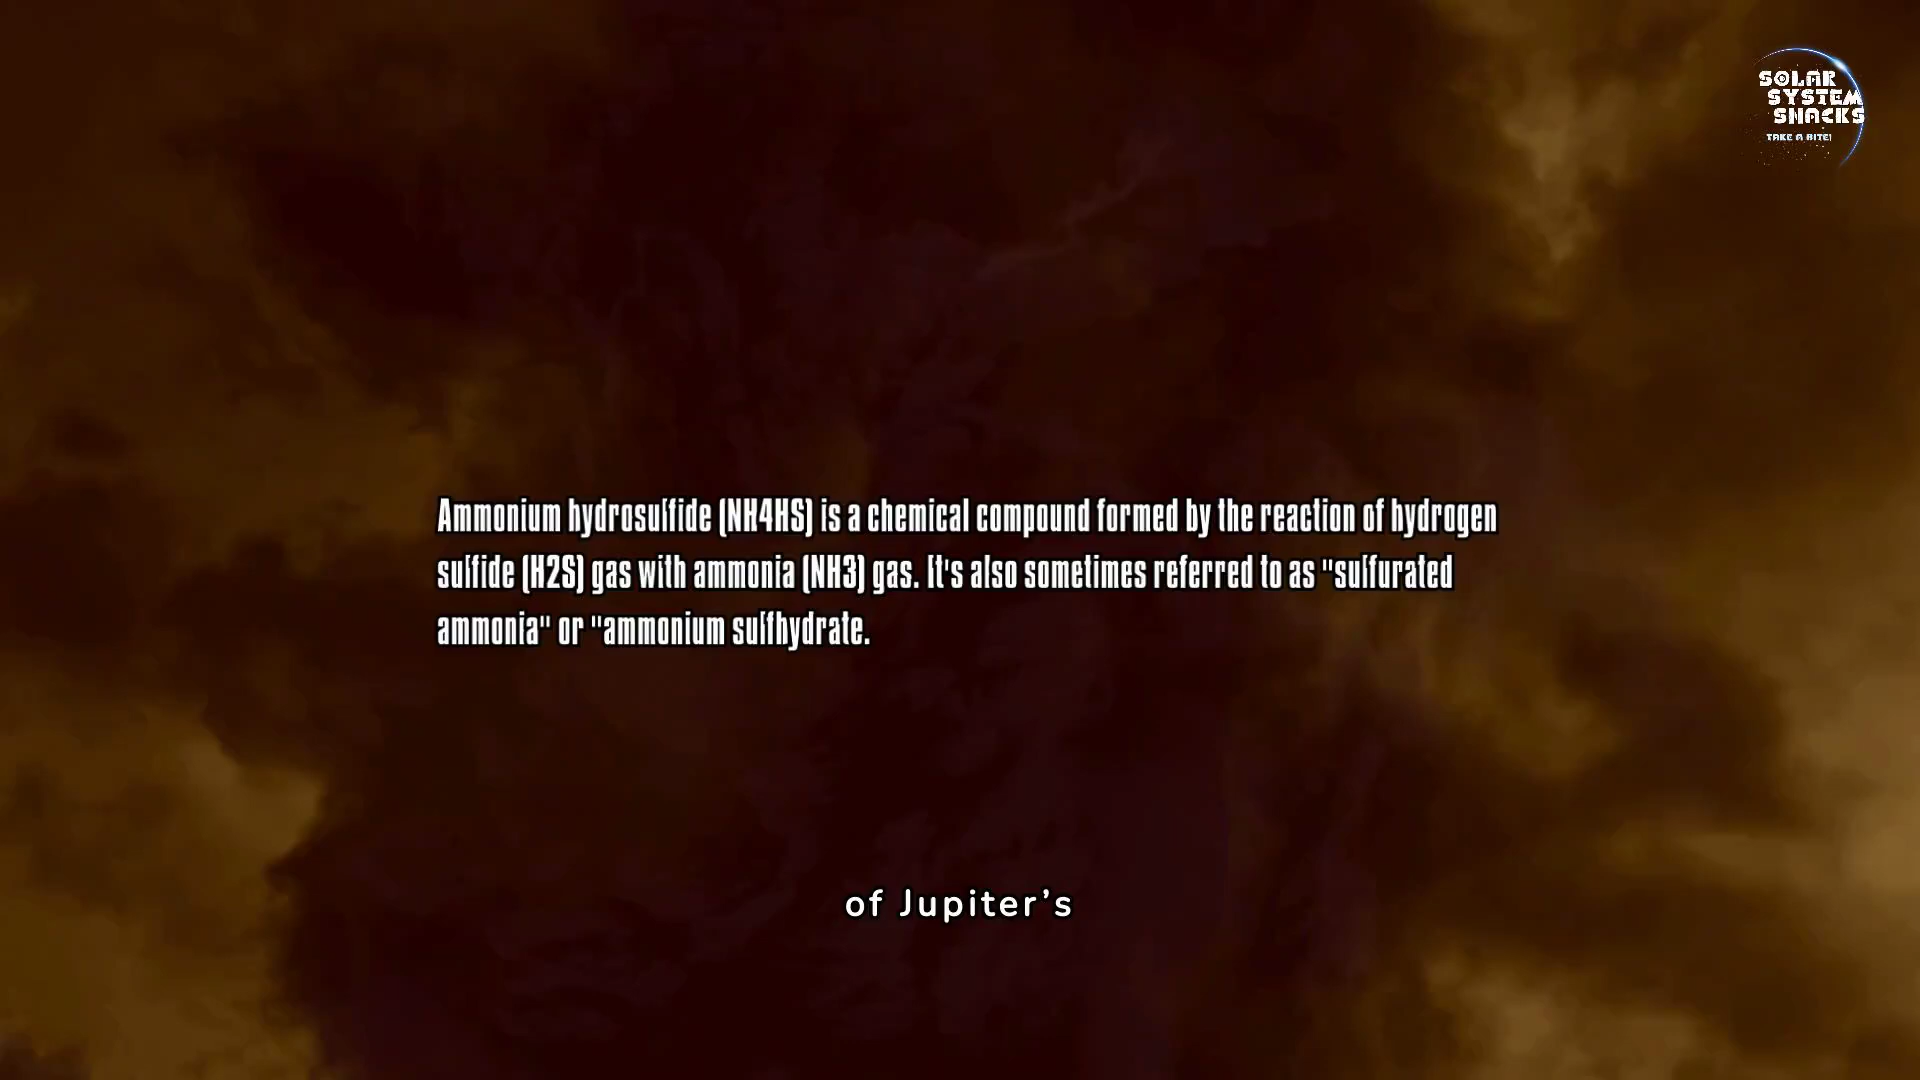 SOLAR
SYSTEM
SNACKS
TAKE A BITE!
Ammonium hydrosulfide (NH4HS) is a chemical compound formed by the reaction of hydrogen
sulfide (H2S) gas with ammonia (NH3) gas. It's also sometimes referred to as "sulfurated
ammonia" or "ammonium sulfhydrate.
of Jupiter’s